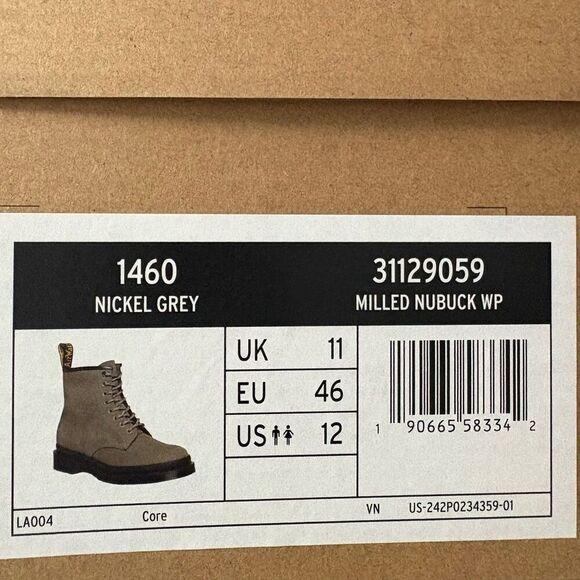 1460
NICKEL GREY
31129059
MILLED NUBUCK WP
UK 11
EU 46
US 12
1 90665 58334 2
LA004 Core VN US-242P0234359-01